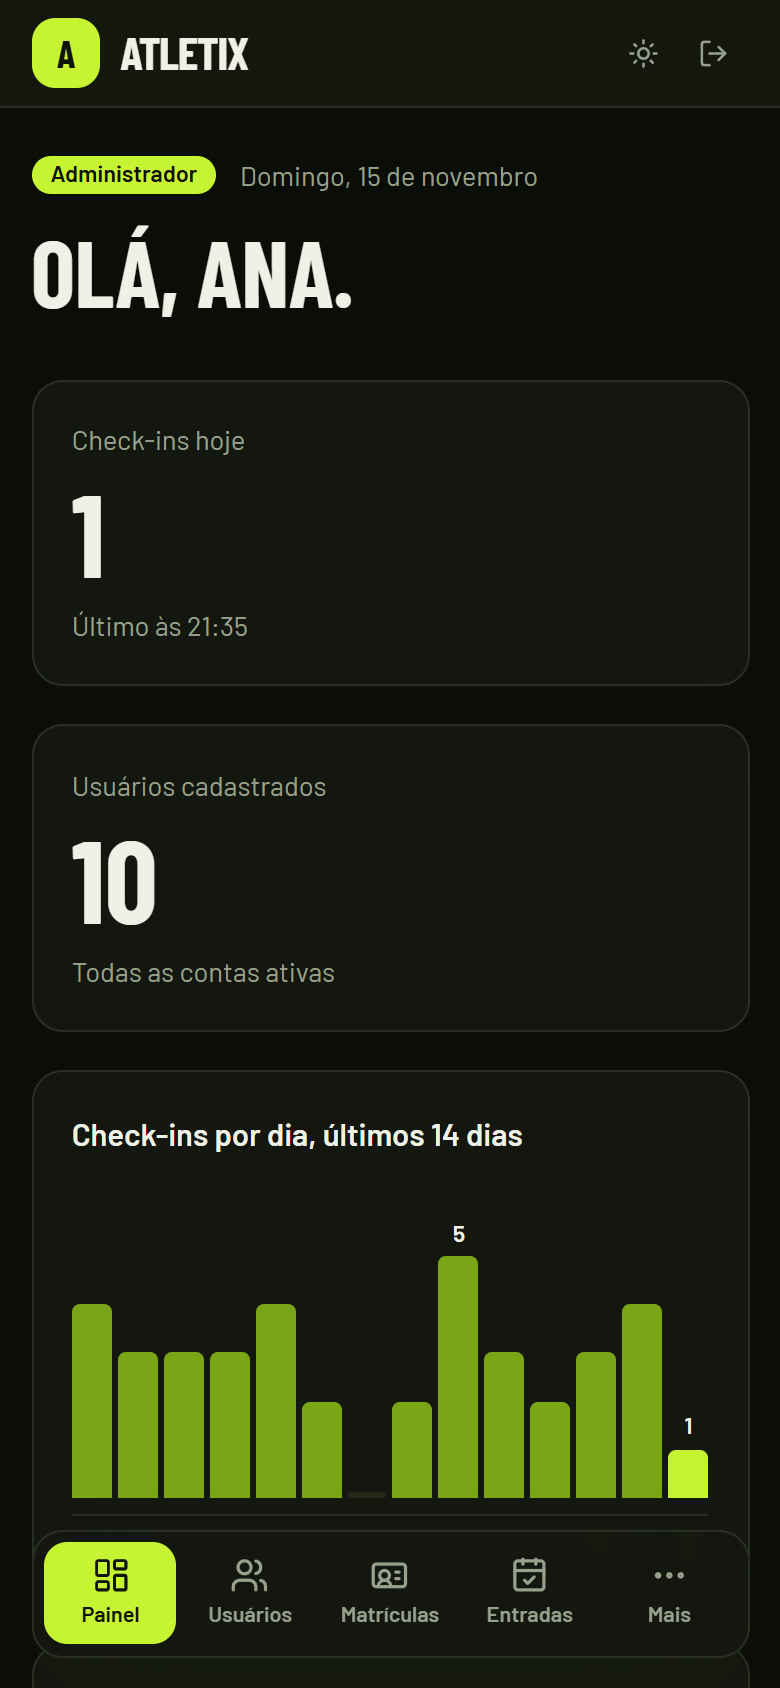 A ATLETIX
Administrador Domingo, 15 de novembro
OLÁ, ANA.
Check-ins hoje
1
Último às 21:35
Usuários cadastrados
10
Todas as contas ativas
Check-ins por dia, últimos 14 dias
5
1
Painel Usuários Matrículas Entradas Mais